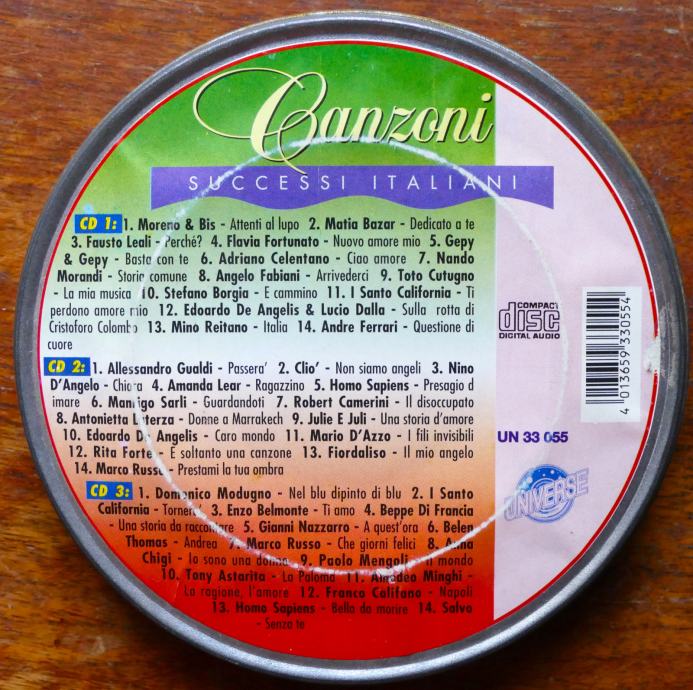 Canzoni
SUCCESSI ITALIANI
CD 1: 1. Moreno & Bis - Attenti al lupo 2. Matia Bazar - Dedicato a te
3. Fausto Leali - Perché? 4. Flavia Fortunato - Nuovo amore mio 5. Gepy
& Gepy - Basta con te 6. Adriano Celentano - Ciao amore 7. Nando
Morandi - Storia comune 8. Angelo Fabiani - Arrivederci 9. Toto Cutugno
- La mia musica 10. Stefano Borgia - E cammino 11. I Santo California - Ti
perdono amore mio 12. Edoardo De Angelis & Lucio Dalla - Sulla rotta di
Cristoforo Colombo 13. Mino Reitano - Italia 14. Andre Ferrari - Questione di
cuore
CD 2: 1. Allessandro Gualdi - Passera' 2. Clio' - Non siamo angeli 3. Nino
D'Angelo - Chiara 4. Amanda Lear - Ragazzino 5. Homo Sapiens - Presagio d
imare 6. Manrigo Sarli - Guardandoti 7. Robert Camerini - Il disoccupato
8. Antonietta Laterza - Donne a Marrakech 9. Julie E Juli - Una storia d'amore
10. Edoardo De Angelis - Caro mondo 11. Mario D'Azzo - I fili invisibili
12. Rita Forte - E soltanto una canzone 13. Fiordaliso - Il mio angelo
14. Marco Russo - Prestami la tua ombra
CD 3: 1. Domenico Modugno - Nel blu dipinto di blu 2. I Santo
California - Tornero' 3. Enzo Belmonte - Ti amo 4. Beppe Di Francia
- Una storia da raccontare 5. Gianni Nazzarro - A quest'ora 6. Belen
Thomas - Andrea 7. Marco Russo - Che giorni felici 8. Anna
Chigi - Io sono una donna 9. Paolo Mengoli - Il mondo
10. Tony Astarita - La Paloma 11. Amedeo Minghi -
La ragione, l'amore 12. Franco Califano - Napoli
13. Homo Sapiens - Bella da morire 14. Salvo
- Senza te
COMPACT
disc
DIGITAL AUDIO
4 013659 330554
UN 33 055
UNIVERSE